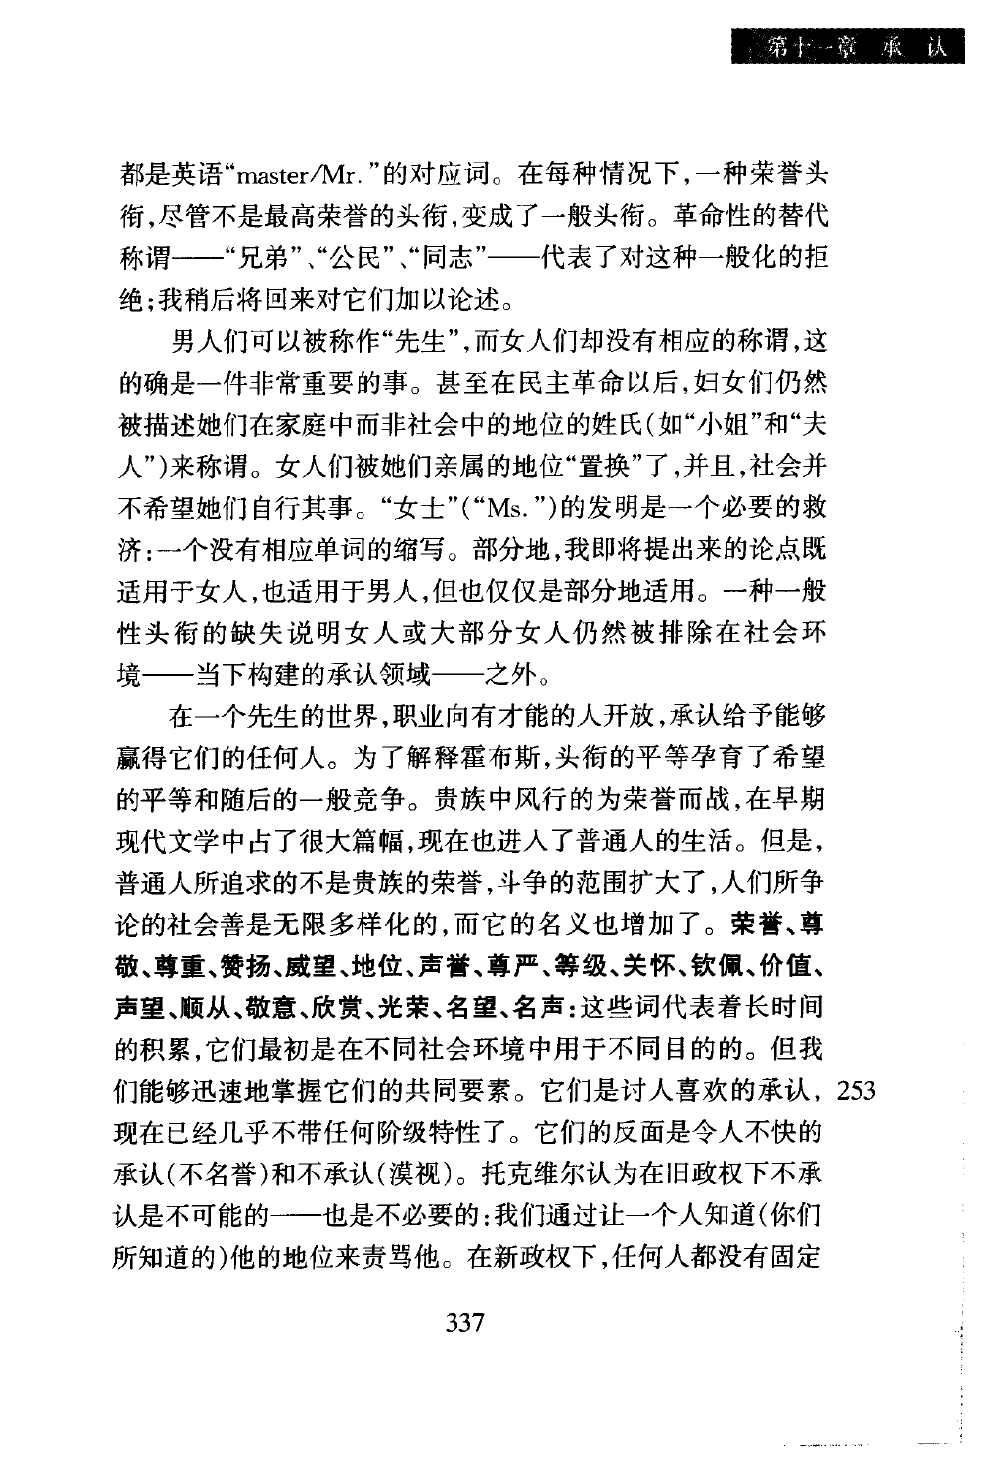 第十一章 承 认
都是英语“master/Mr.”的对应词。在每种情况下,一种荣誉头
衔,尽管不是最高荣誉的头衔,变成了一般头衔。革命性的替代
称谓——“兄弟”、“公民”、“同志”——代表了对这种一般化的拒
绝;我稍后将回来对它们加以论述。
男人们可以被称作“先生”,而女人们却没有相应的称谓,这
的确是一件非常重要的事。甚至在民主革命以后,妇女们仍然
被描述她们在家庭中而非社会中的地位的姓氏(如“小姐”和“夫
人”)来称谓。女人们被她们亲属的地位“置换”了,并且,社会并
不希望她们自行其事。“女士”(“Ms.”)的发明是一个必要的救
济:一个没有相应单词的缩写。部分地,我即将提出来的论点既
适用于女人,也适用于男人,但也仅仅是部分地适用。一种一般
性头衔的缺失说明女人或大部分女人仍然被排除在社会环
境——当下构建的承认领域——之外。
在一个先生的世界,职业向有才能的人开放,承认给予能够
赢得它们的任何人。为了解释霍布斯,头衔的平等孕育了希望
的平等和随后的一般竞争。贵族中风行的为荣誉而战,在早期
现代文学中占了很大篇幅,现在也进入了普通人的生活。但是,
普通人所追求的不是贵族的荣誉,斗争的范围扩大了,人们所争
论的社会善是无限多样化的,而它的名义也增加了。荣誉、尊
敬、尊重、赞扬、威望、地位、声誉、尊严、等级、关怀、钦佩、价值、
声望、顺从、敬意、欣赏、光荣、名望、名声:这些词代表着长时间
的积累,它们最初是在不同社会环境中用于不同目的的。但我
们能够迅速地掌握它们的共同要素。它们是讨人喜欢的承认, 253
现在已经几乎不带任何阶级特性了。它们的反面是令人不快的
承认(不名誉)和不承认(漠视)。托克维尔认为在旧政权下不承
认是不可能的——也是不必要的:我们通过让一个人知道(你们
所知道的)他的地位来责骂他。在新政权下,任何人都没有固定
337